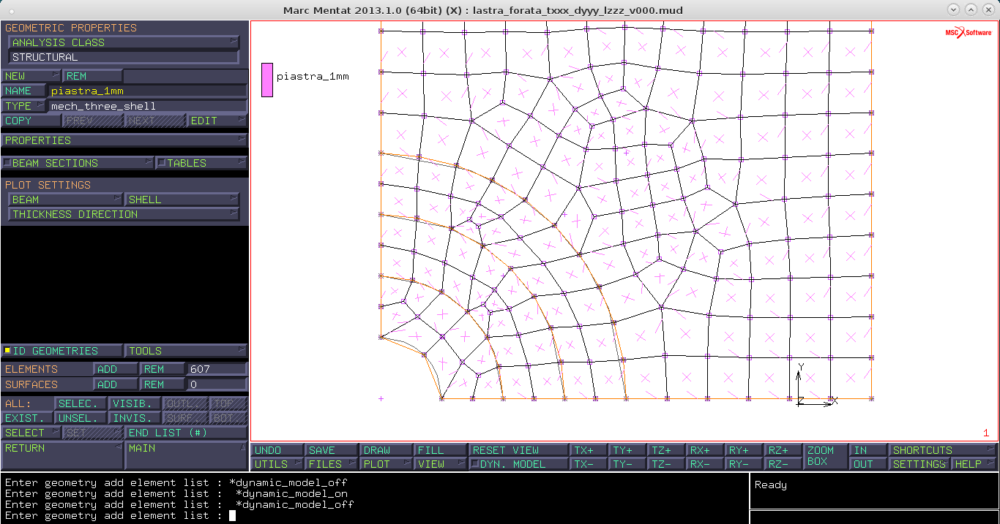 Marc Mentat 2013.1.0 (64bit) (X) : lastra_forata_txxx_dyyy_lzzz_v000.mud
GEOMETRIC PROPERTIES
ANALYSIS CLASS
STRUCTURAL
NEW REM
NAME piastra_1mm
TYPE mech_three_shell
COPY PREV NEXT EDIT
PROPERTIES
BEAM SECTIONS TABLES
PLOT SETTINGS
BEAM SHELL
THICKNESS DIRECTION
ID GEOMETRIES TOOLS
ELEMENTS ADD REM 607
SURFACES ADD REM 0
ALL: SELEC. VISIB. OUTL. TOP
EXIST. UNSEL. INVIS. SURF. BOT
SELECT SET END LIST (#)
RETURN MAIN
piastra_1mm
MSC Software
Y
Z X
1
UNDO SAVE DRAW FILL RESET VIEW TX+ TY+ TZ+ RX+ RY+ RZ+ ZOOM BOX IN SHORTCUTS
UTILS FILES PLOT VIEW DYN. MODEL TX- TY- TZ- RX- RY- RZ- OUT SETTINGS HELP
Enter geometry add element list : *dynamic_model_off
Enter geometry add element list : *dynamic_model_on
Enter geometry add element list : *dynamic_model_off
Enter geometry add element list :
Ready